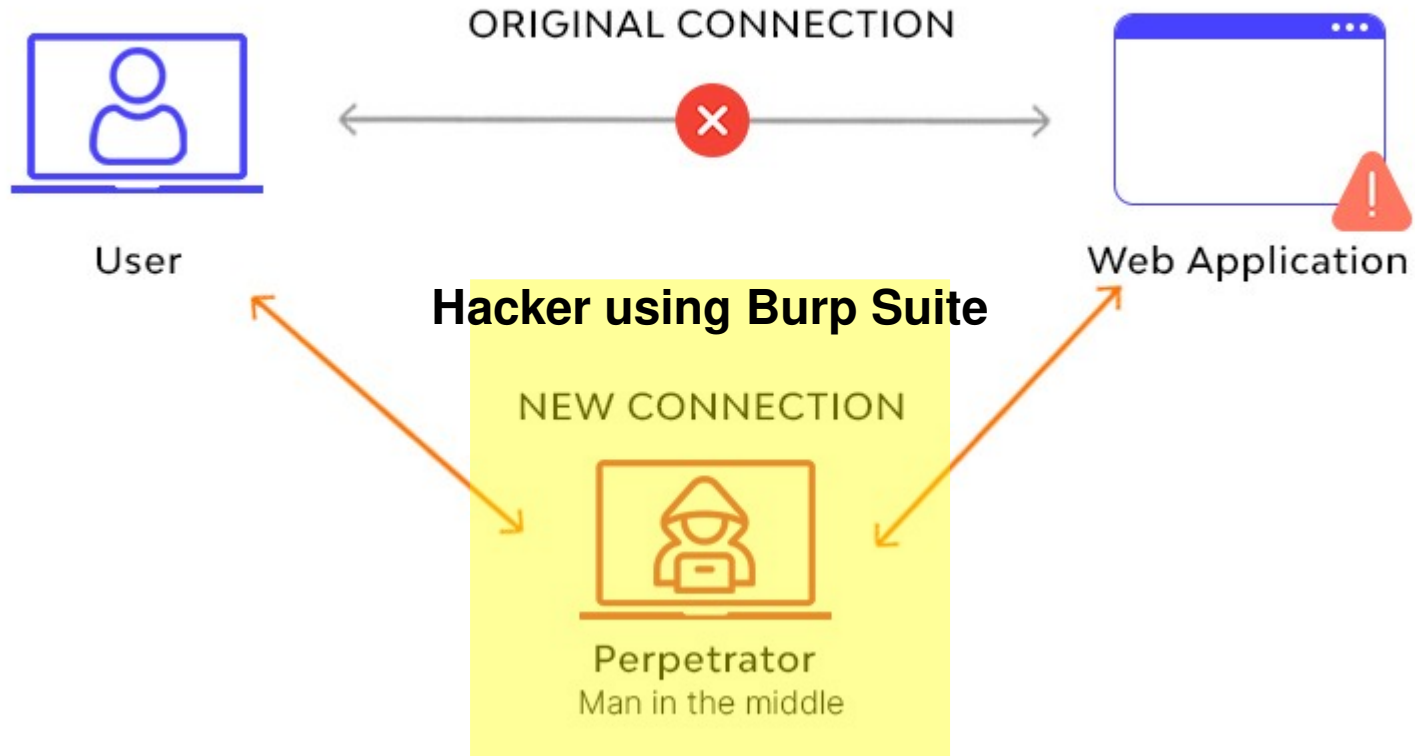 ORIGINAL CONNECTION
User
Web Application
Hacker using Burp Suite
NEW CONNECTION
Perpetrator
Man in the middle